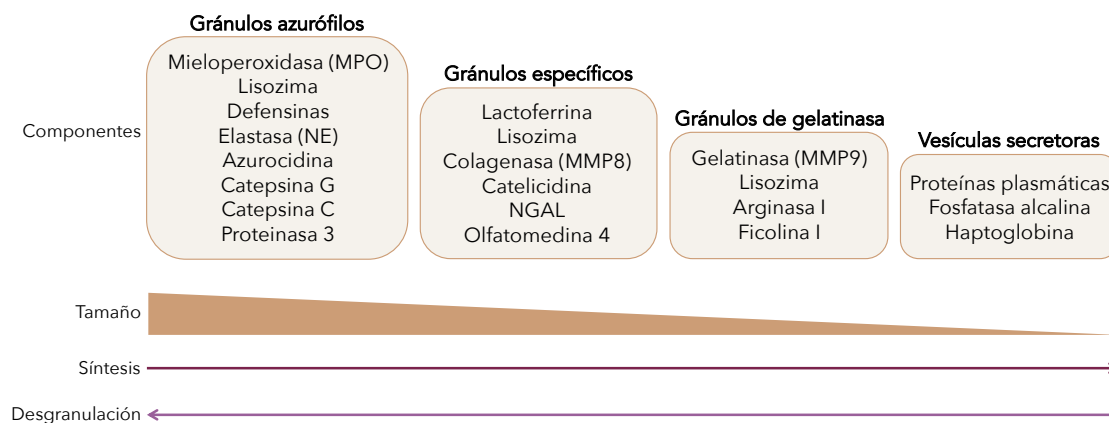 Gránulos azurófilos
Mieloperoxidasa (MPO)
Lisozima
Defensinas
Elastasa (NE)
Azurocidina
Catepsina G
Catepsina C
Proteinasa 3
Gránulos específicos
Lactoferrina
Lisozima
Colagenasa (MMP8)
Catelicidina
NGAL
Olfatomedina 4
Gránulos de gelatinasa
Gelatinasa (MMP9)
Lisozima
Arginasa I
Ficolina I
Vesículas secretoras
Proteínas plasmáticas
Fosfatasa alcalina
Haptoglobina
Componentes
Tamaño
Síntesis
Desgranulación